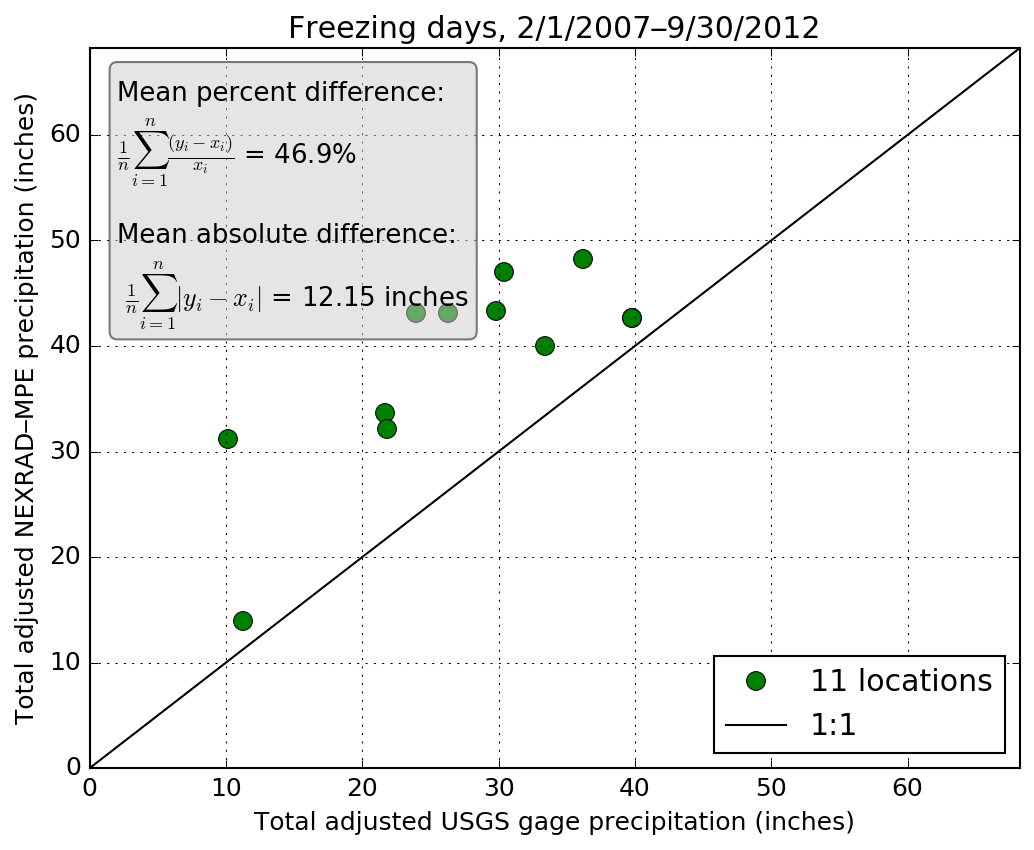 Freezing days, 2/1/2007–9/30/2012
Total adjusted NEXRAD–MPE precipitation (inches)
60
50
40
30
20
10
0
Mean percent difference:
$\frac{1}{n}\sum_{i=1}^{n}\frac{(y_i-x_i)}{x_i}$ = 46.9%
Mean absolute difference:
$\frac{1}{n}\sum_{i=1}^{n}|y_i-x_i|$ = 12.15 inches
11 locations
1:1
0 10 20 30 40 50 60
Total adjusted USGS gage precipitation (inches)